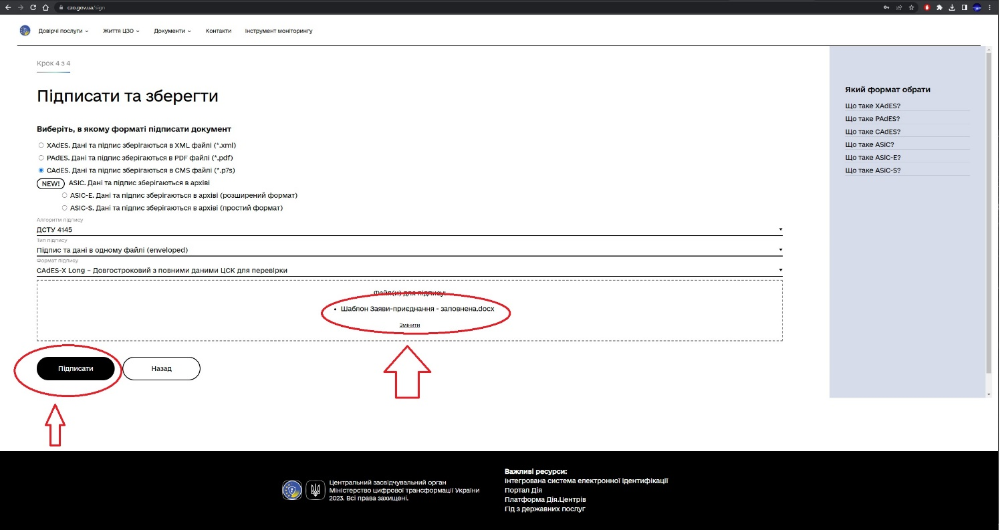 czo.gov.ua/sign
Довірчі послуги Життя ЦЗО Документи Контакти Інструмент моніторингу
Крок 4 з 4
Підписати та зберегти
Виберіть, в якому форматі підписати документ
XAdES. Дані та підпис зберігаються в XML файлі (*.xml)
PAdES. Дані та підпис зберігаються в PDF файлі (*.pdf)
CAdES. Дані та підпис зберігаються в CMS файлі (*.p7s)
NEW! ASIC. Дані та підпис зберігаються в архіві
ASIC-E. Дані та підпис зберігаються в архіві (розширений формат)
ASIC-S. Дані та підпис зберігаються в архіві (простий формат)
Алгоритм підпису
ДСТУ 4145
Тип підпису
Підпис та дані в одному файлі (enveloped)
Формат підпису
CAdES-X Long – Довгостроковий з повними даними ЦСК для перевірки
Файл(и) для підпису:
• Шаблон Заяви-приєднання - заповнена.docx
Змінити
Підписати Назад
Який формат обрати
Що таке XAdES?
Що таке PAdES?
Що таке CAdES?
Що таке ASiC?
Що таке ASiC-E?
Що таке ASiC-S?
Центральний засвідчувальний орган
Міністерство цифрової трансформації України
2023. Всі права захищені.
Важливі ресурси:
Інтегрована система електронної ідентифікації
Портал Дія
Платформа Дія.Центрів
Гід з державних послуг